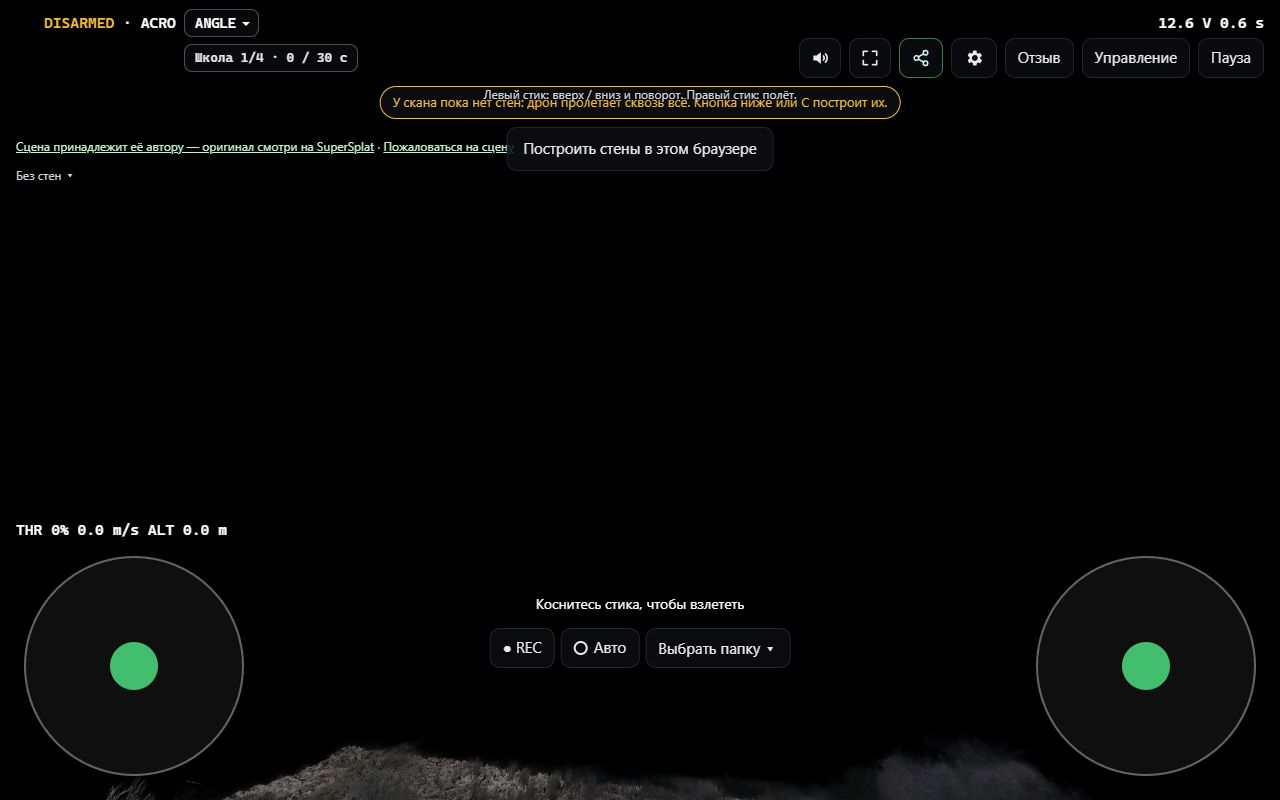 DISARMED · ACRO ANGLE
12.6 V 0.6 s
Школа 1/4 · 0 / 30 с
Отзыв
Управление
Пауза
Левый стик: вверх / вниз и поворот. Правый стик: полёт.
У скана пока нет стен: дрон пролетает сквозь всё. Кнопка ниже или C построит их.
Сцена принадлежит её автору — оригинал смотри на SuperSplat · Пожаловаться на сцену
Построить стены в этом браузере
Без стен
THR 0% 0.0 m/s ALT 0.0 m
Коснитесь стика, чтобы взлететь
REC
Авто
Выбрать папку